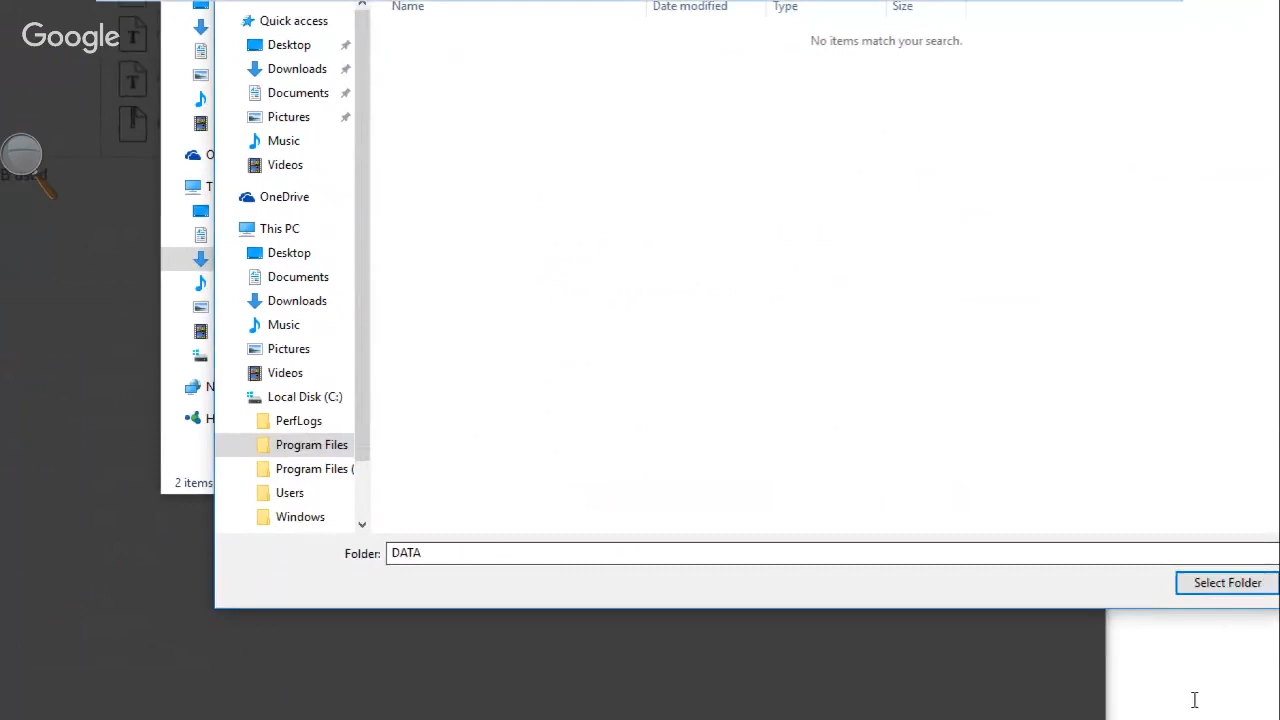 Google
Name Date modified Type Size
No items match your search.
Quick access
Desktop
Downloads
Documents
Pictures
Music
Videos
OneDrive
This PC
Desktop
Documents
Downloads
Music
Pictures
Videos
Local Disk (C:)
PerfLogs
Program Files
Program Files (
Users
Windows
O
T
N
H
2 items
Folder: DATA
Select Folder